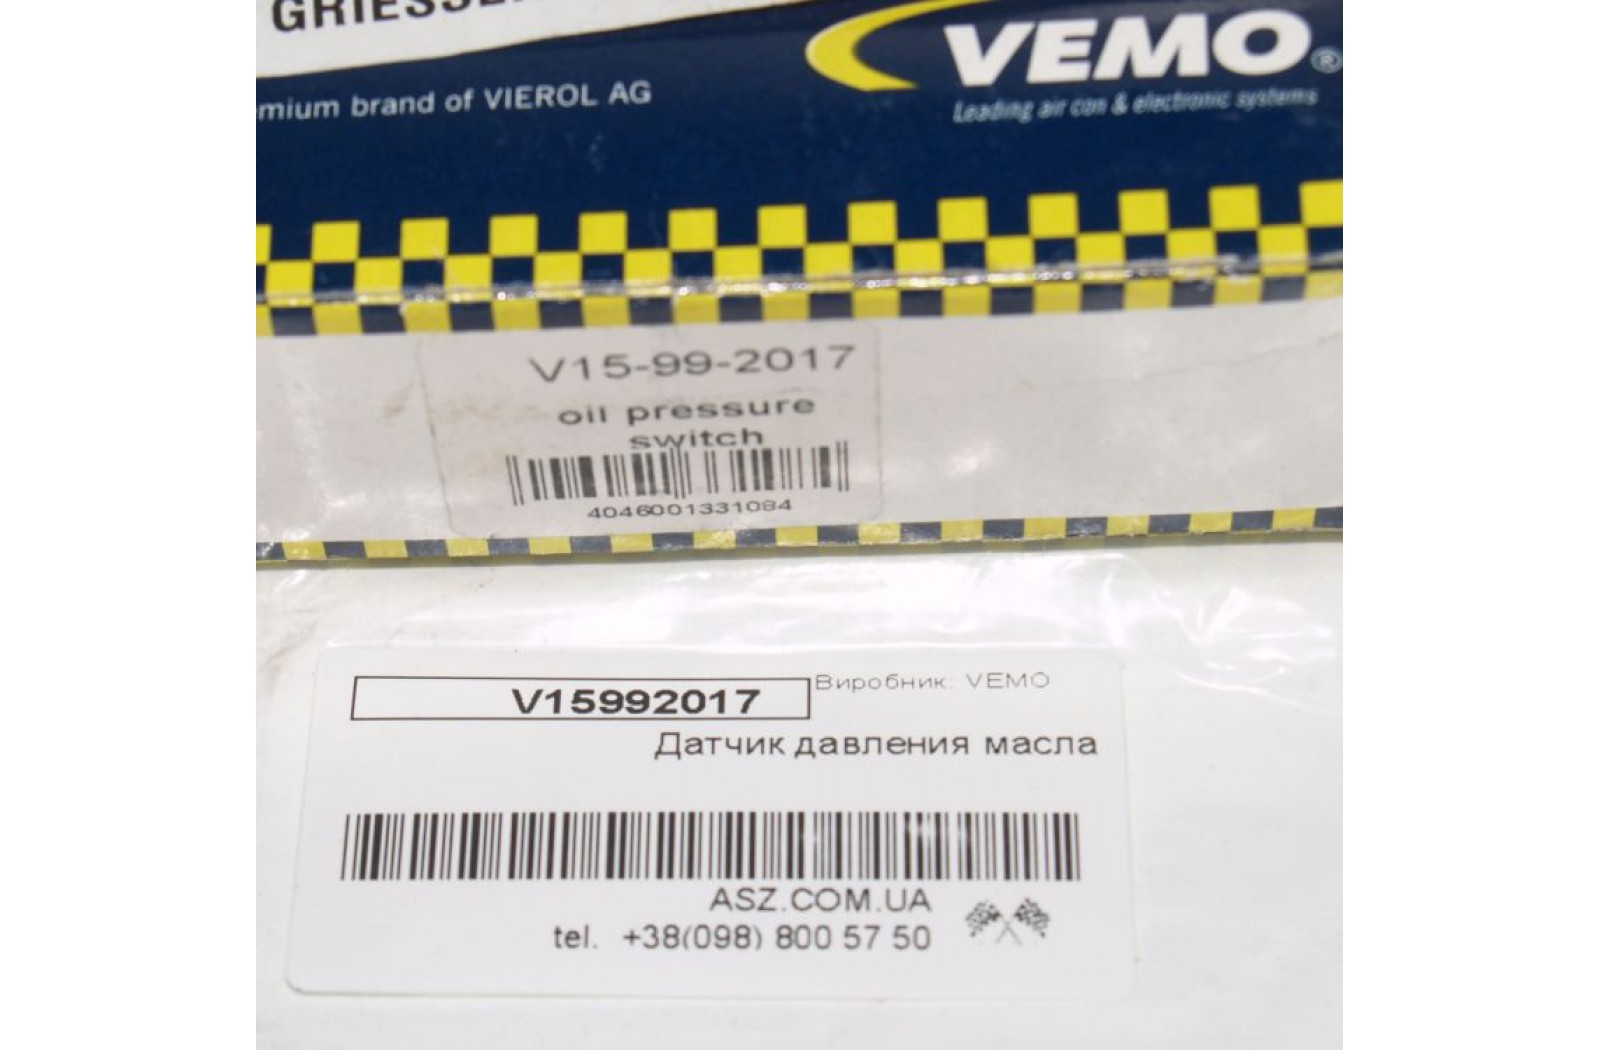 VEMO®
mium brand of VIEROL AG
Leading air con & electronic systems
V15-99-2017
oil pressure
switch
4046001331084
V15992017
Виробник: VEMO
Датчик давления масла
ASZ.COM.UA
tel. +38(098) 800 57 50